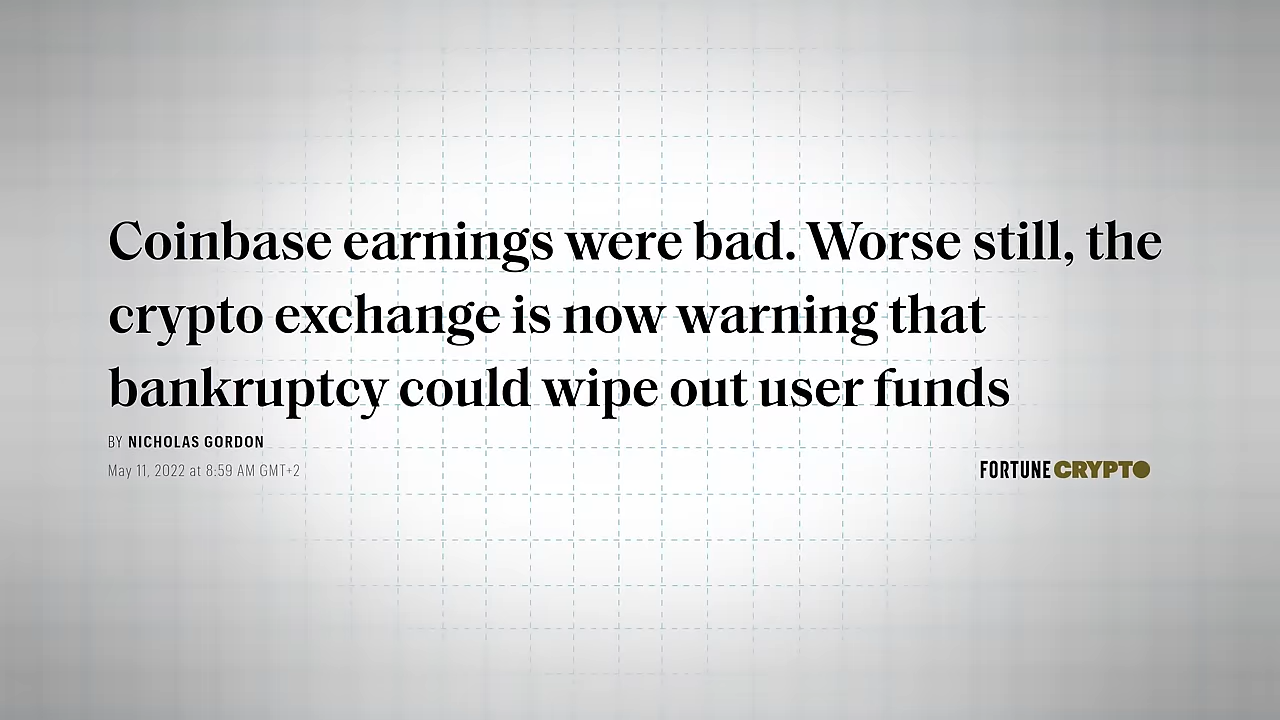 Coinbase earnings were bad. Worse still, the
crypto exchange is now warning that
bankruptcy could wipe out user funds
BY NICHOLAS GORDON
May 11, 2022 at 8:59 AM GMT+2
FORTUNE CRYPTO